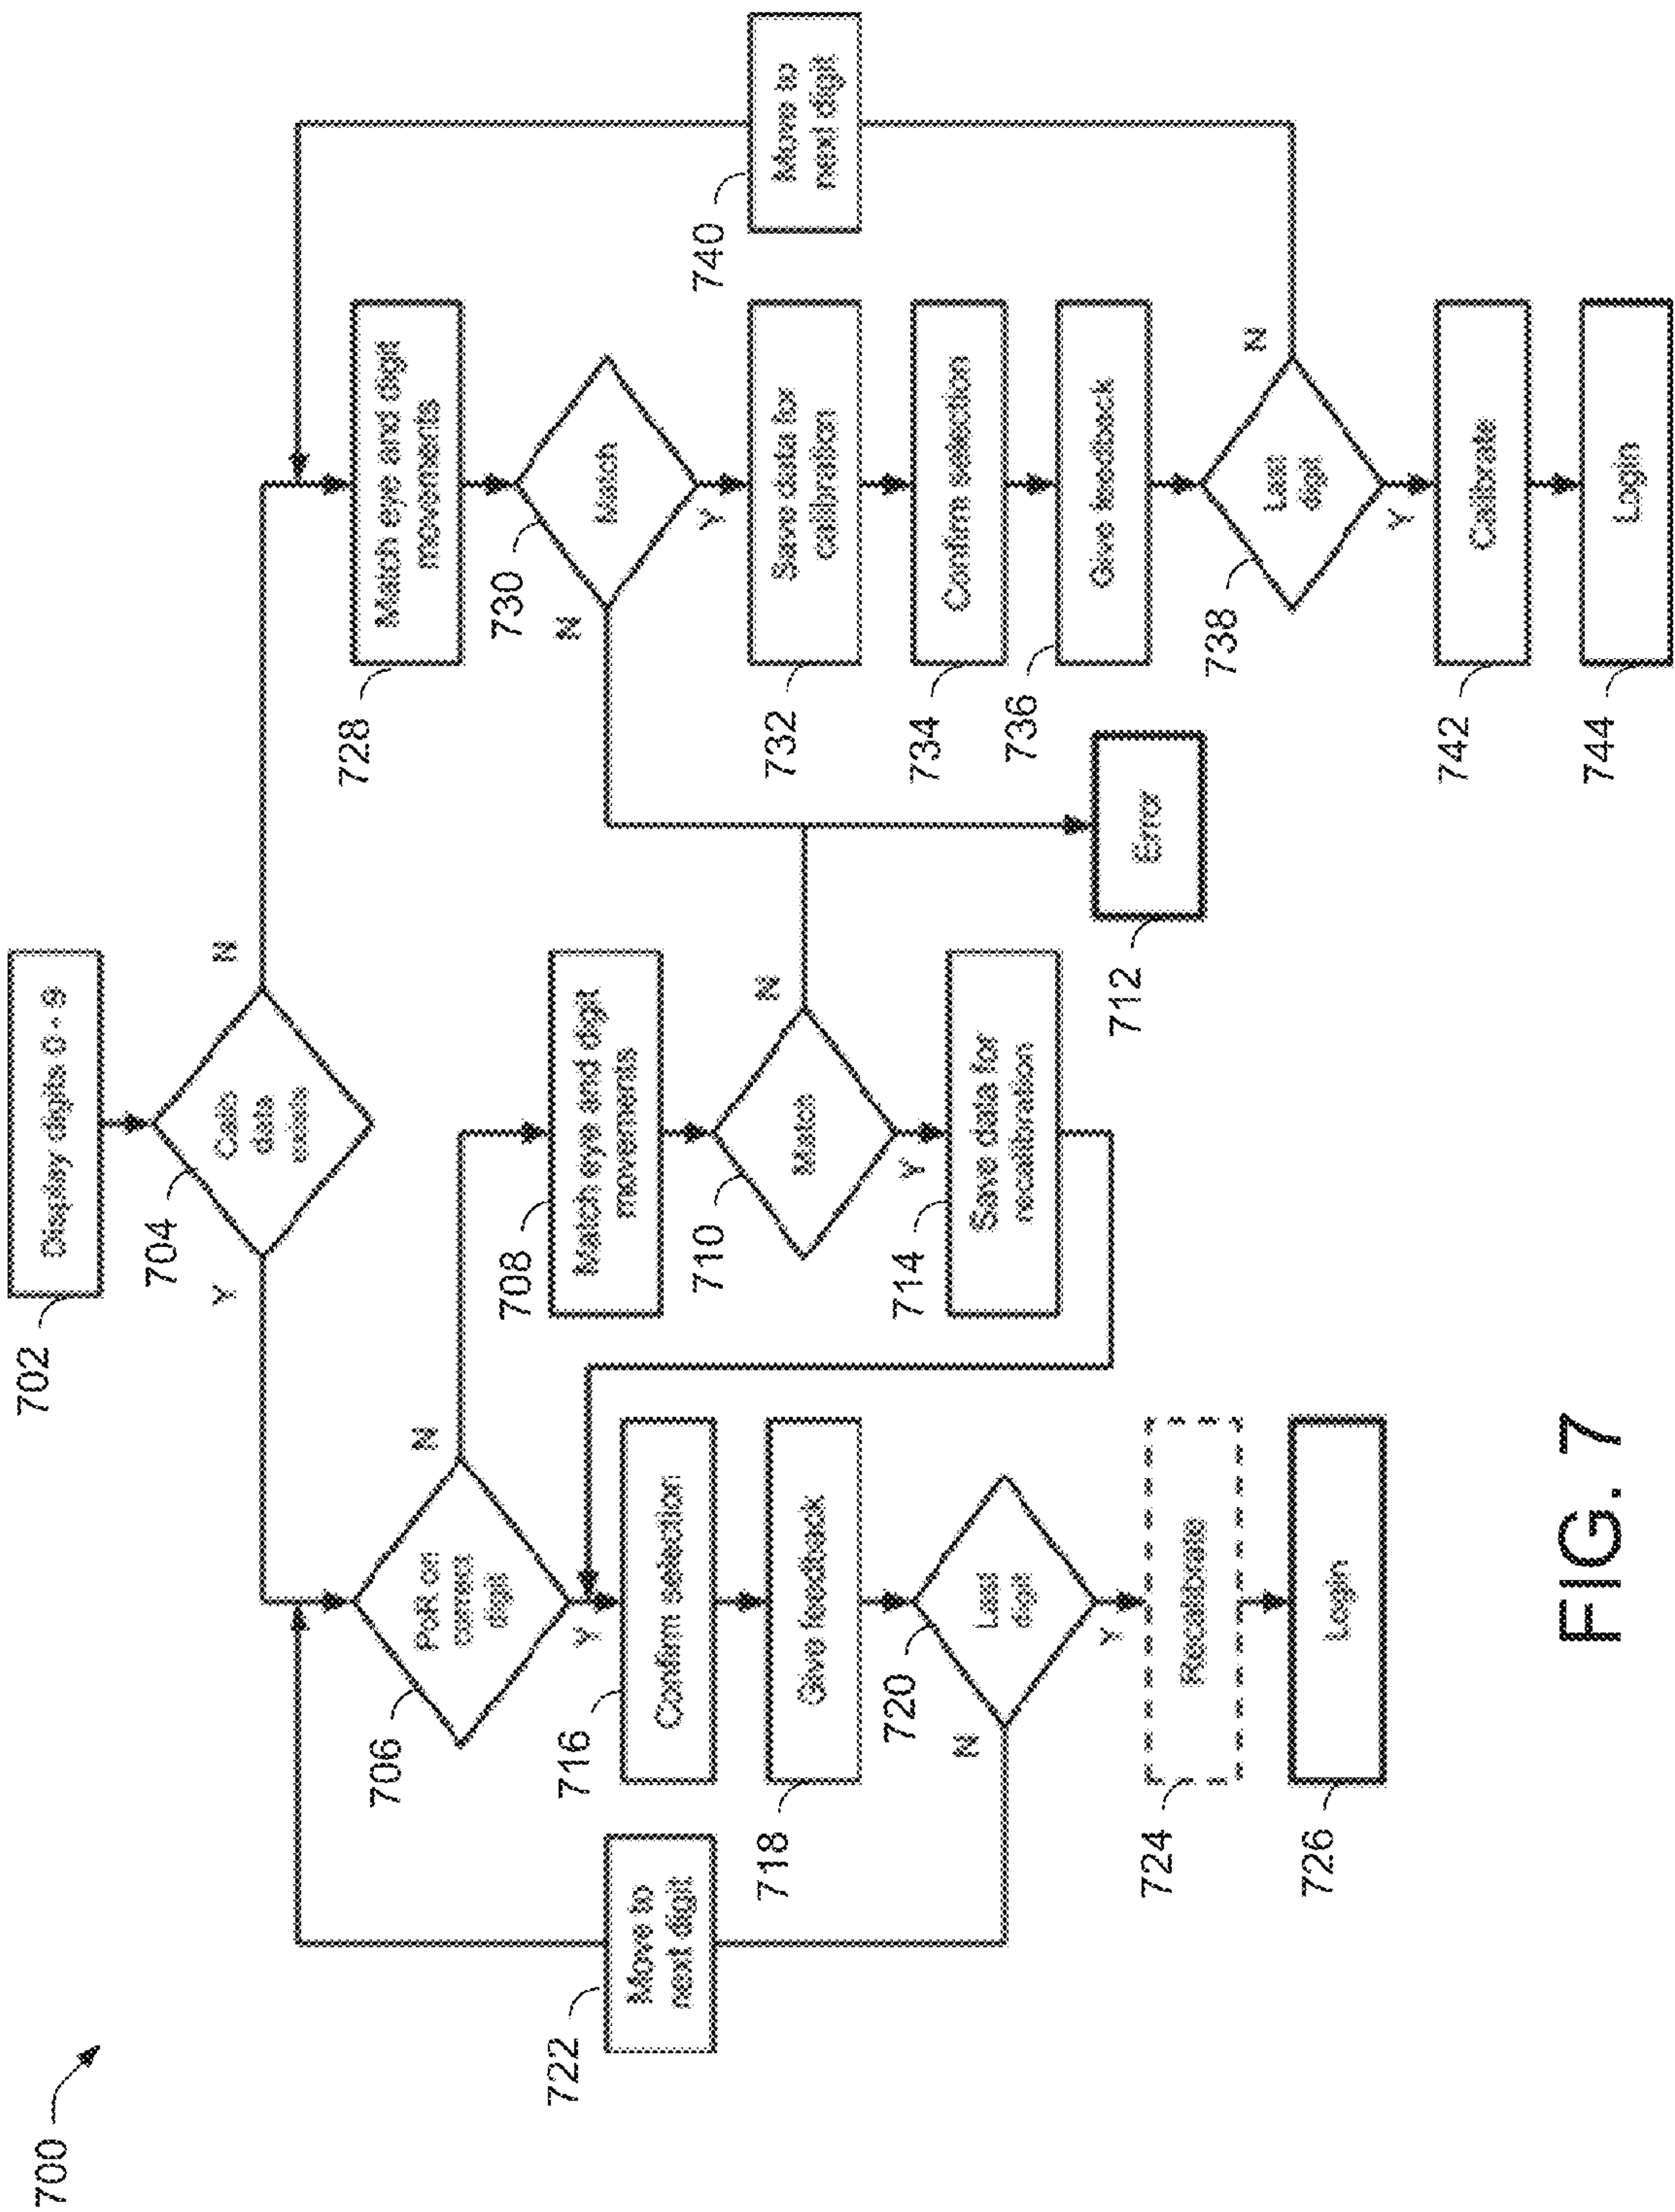 700
702
Display digits 0 - 9
704
Calib
data
exists
Y
N
706
PoR on
correct
digit
N
Y
708
Match eye and digit
movements
710
Match
N
Y
712
Error
714
Save data for
recalibration
716
Confirm selection
718
Give feedback
720
Last
digit
N
Y
722
Move to
next digit
724
Recalibrate
726
Login
728
Match eye and digit
movements
730
Match
N
Y
732
Save data for
calibration
734
Confirm selection
736
Give feedback
738
Last
digit
N
Y
740
Move to
next digit
742
Calibrate
744
Login
FIG. 7